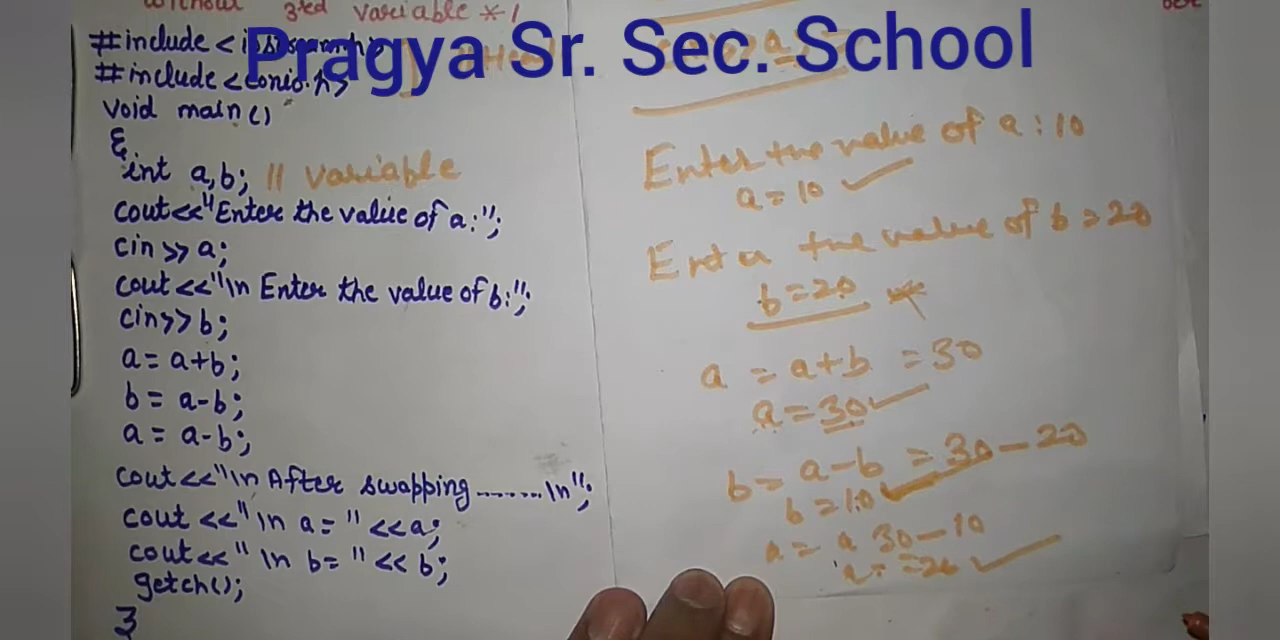 without 3rd variable */
Pragya Sr. Sec. School
#include <
#include <conio.h>
void main()
{
int a,b; // variable
cout<<"Enter the value of a:";
cin>>a;
cout<<"\n Enter the value of b:";
cin>>b;
a= a+b;
b= a-b;
a= a-b;
cout<<"\n After swapping........\n";
cout<<"\n a= "<<a;
cout<<"\n b= "<< b;
getch();
}
Enter the value of a:10
a=10
Enter the value of b=20
b=20
a = a+b = 30
a=30
b= a-b = 30-20
b=10
a= a 30-10
a= =20